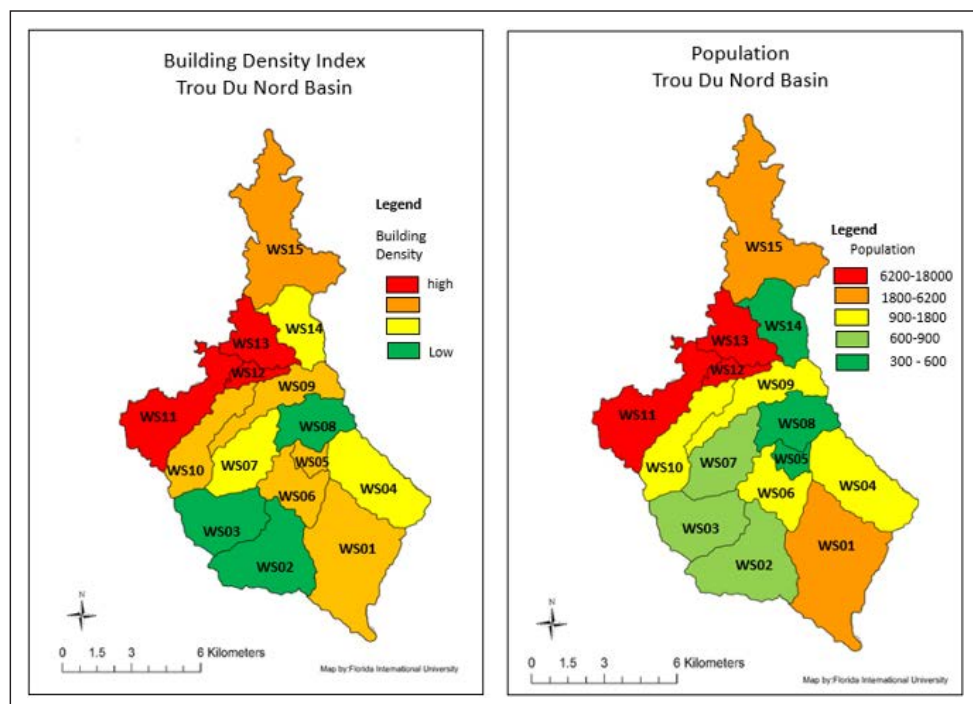 Building Density Index
Trou Du Nord Basin
Legend
Building
Density
high
Low
WS15
WS14
WS13
WS12
WS09
WS11
WS08
WS10
WS07
WS05
WS04
WS06
WS03
WS01
WS02
N
0 1.5 3 6 Kilometers
Map by:Florida International University
Population
Trou Du Nord Basin
Legend
Population
6200-18000
1800-6200
900-1800
600-900
300 - 600
WS15
WS14
WS13
WS12
WS09
WS11
WS08
WS10
WS07
WS05
WS04
WS06
WS03
WS01
WS02
N
0 1.5 3 6 Kilometers
Map by:Florida International University